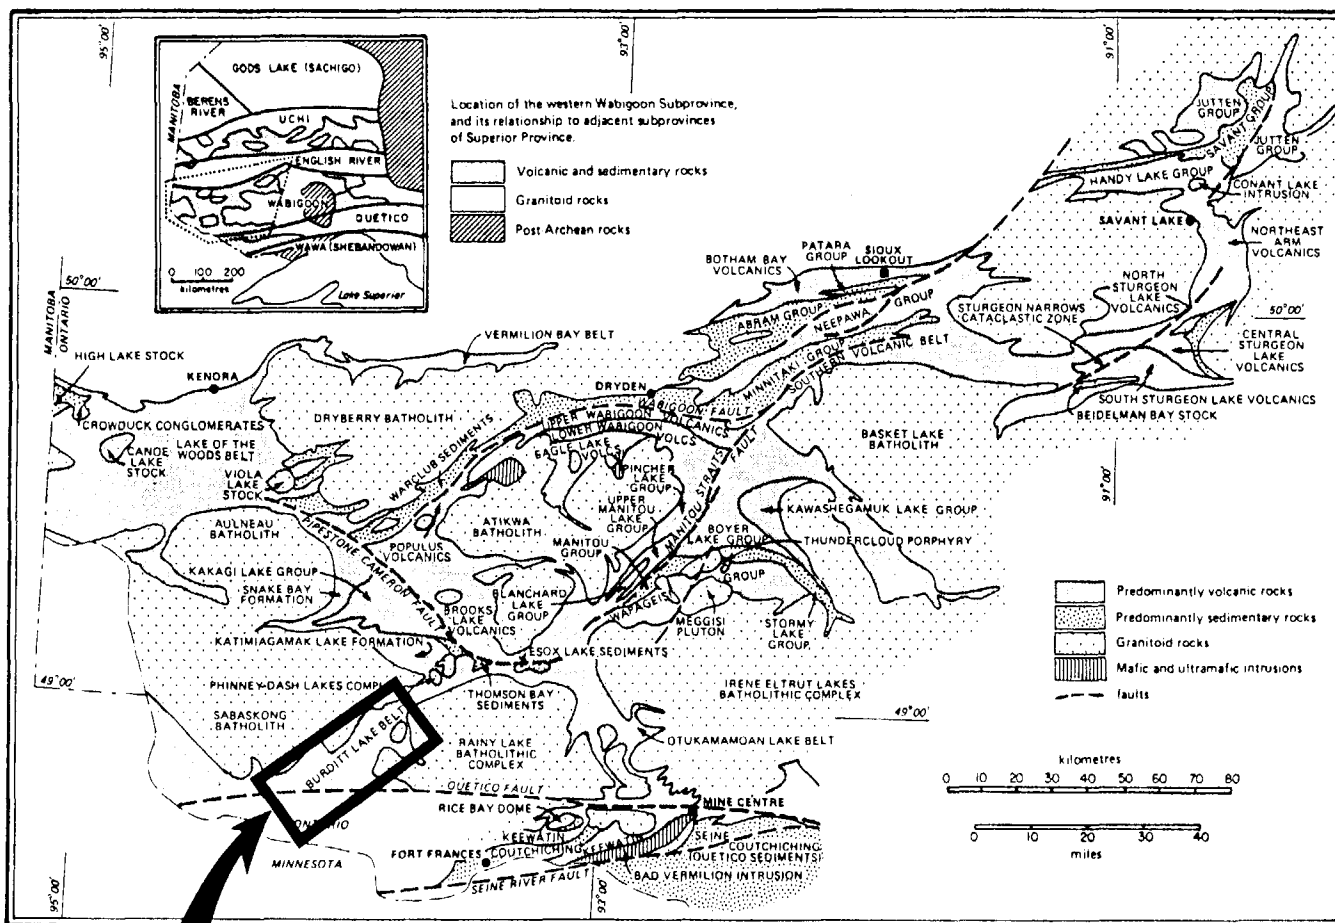 95°00'
93°00'
91°00'
GODS LAKE (SACHIGO)
BERENS
RIVER
MANITOBA
UCHI
ENGLISH RIVER
WABIGOON
QUETICO
WAWA (SHEBANDOWAN)
0 100 200
kilometres
Lake Superior
Location of the western Wabigoon Subprovince,
and its relationship to adjacent subprovinces
of Superior Province.
Volcanic and sedimentary rocks
Granitoid rocks
Post Archean rocks
JUTTEN
GROUP
SAVANT GROUP
JUTTEN
GROUP
HANDY LAKE GROUP
CONANT LAKE
INTRUSION
SAVANT LAKE
NORTHEAST
ARM
VOLCANICS
PATARA
GROUP
SIOUX
LOOKOUT
BOTHAM BAY
VOLCANICS
ABRAM GROUP
NEEPAWA GROUP
MINNITAKI GROUP
SOUTHERN VOLCANIC BELT
NORTH
STURGEON
LAKE
VOLCANICS
STURGEON NARROWS
CATACLASTIC ZONE
50°00'
CENTRAL
STURGEON
LAKE
VOLCANICS
SOUTH STURGEON LAKE VOLCANICS
BEIDELMAN BAY STOCK
50°00'
MANITOBA
ONTARIO
HIGH LAKE STOCK
KENORA
VERMILION BAY BELT
CROWDUCK CONGLOMERATES
LAKE OF THE
WOODS BELT
CANOE
LAKE
STOCK
VIOLA
LAKE
STOCK
DRYBERRY BATHOLITH
WARCLUB SEDIMENTS
DRYDEN
WABIGOON FAULT
UPPER WABIGOON VOLCANICS
LOWER WABIGOON
VOLCS
EAGLE LAKE
VOLCS
PINCHER
LAKE
GROUP
UPPER
MANITOU
LAKE
GROUP
MANITOU STRAITS
FAULT
BASKET LAKE
BATHOLITH
91°00'
AULNEAU
BATHOLITH
PIPESTONE CAMERON FAULT
POPULUS
VOLCANICS
ATIKWA
BATHOLITH
MANITOU
GROUP
BOYER
LAKE GROUP
KAWASHEGAMUK LAKE GROUP
THUNDERCLOUD PORPHYRY
KAKAGI LAKE GROUP
SNAKE BAY
FORMATION
BLANCHARD
LAKE
GROUP
WAPAGEIS
GROUP
BROOKS
LAKE
VOLCANICS
MEGGISI
PLUTON
STORMY
LAKE
GROUP
KATIMIAGAMAK LAKE FORMATION
ESOX LAKE SEDIMENTS
PHINNEY-DASH LAKES COMPLEX
THOMSON BAY
SEDIMENTS
IRENE ELTRUT LAKES
BATHOLITHIC COMPLEX
49°00'
49°00'
SABASKONG
BATHOLITH
BURDITT LAKE BELT
RAINY LAKE
BATHOLITHIC
COMPLEX
OTUKAMAMOAN LAKE BELT
QUETICO FAULT
RICE BAY DOME
MINE CENTRE
ONTARIO
MINNESOTA
KEEWATIN
COUTCHICHING
KEEWATIN
SEINE
COUTCHICHING
(QUETICO SEDIMENTS)
FORT FRANCES
BAD VERMILION INTRUSION
SEINE RIVER FAULT
95°00'
93°00'
Predominantly volcanic rocks
Predominantly sedimentary rocks
Granitoid rocks
Mafic and ultramafic intrusions
faults
kilometres
0 10 20 30 40 50 60 70 80
0 10 20 30 40
miles